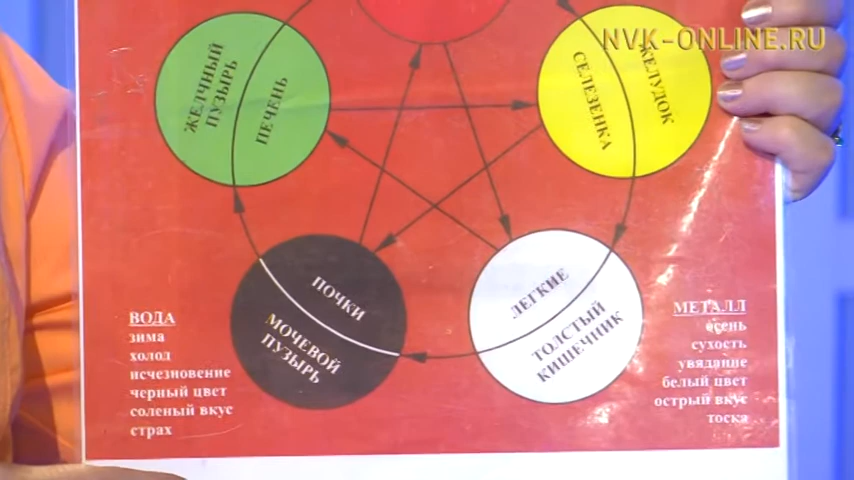 NVK-ONLINE.RU
ЖЕЛЧНЫЙ
ПУЗЫРЬ
ПЕЧЕНЬ
СЕЛЕЗЕНКА
ЖЕЛУДОК
ПОЧКИ
МОЧЕВОЙ
ПУЗЫРЬ
ЛЕГКИЕ
ТОЛСТЫЙ
КИШЕЧНИК
ВОДА
зима
холод
исчезновение
черный цвет
соленый вкус
страх
МЕТАЛЛ
осень
сухость
увядание
белый цвет
острый вкус
тоска